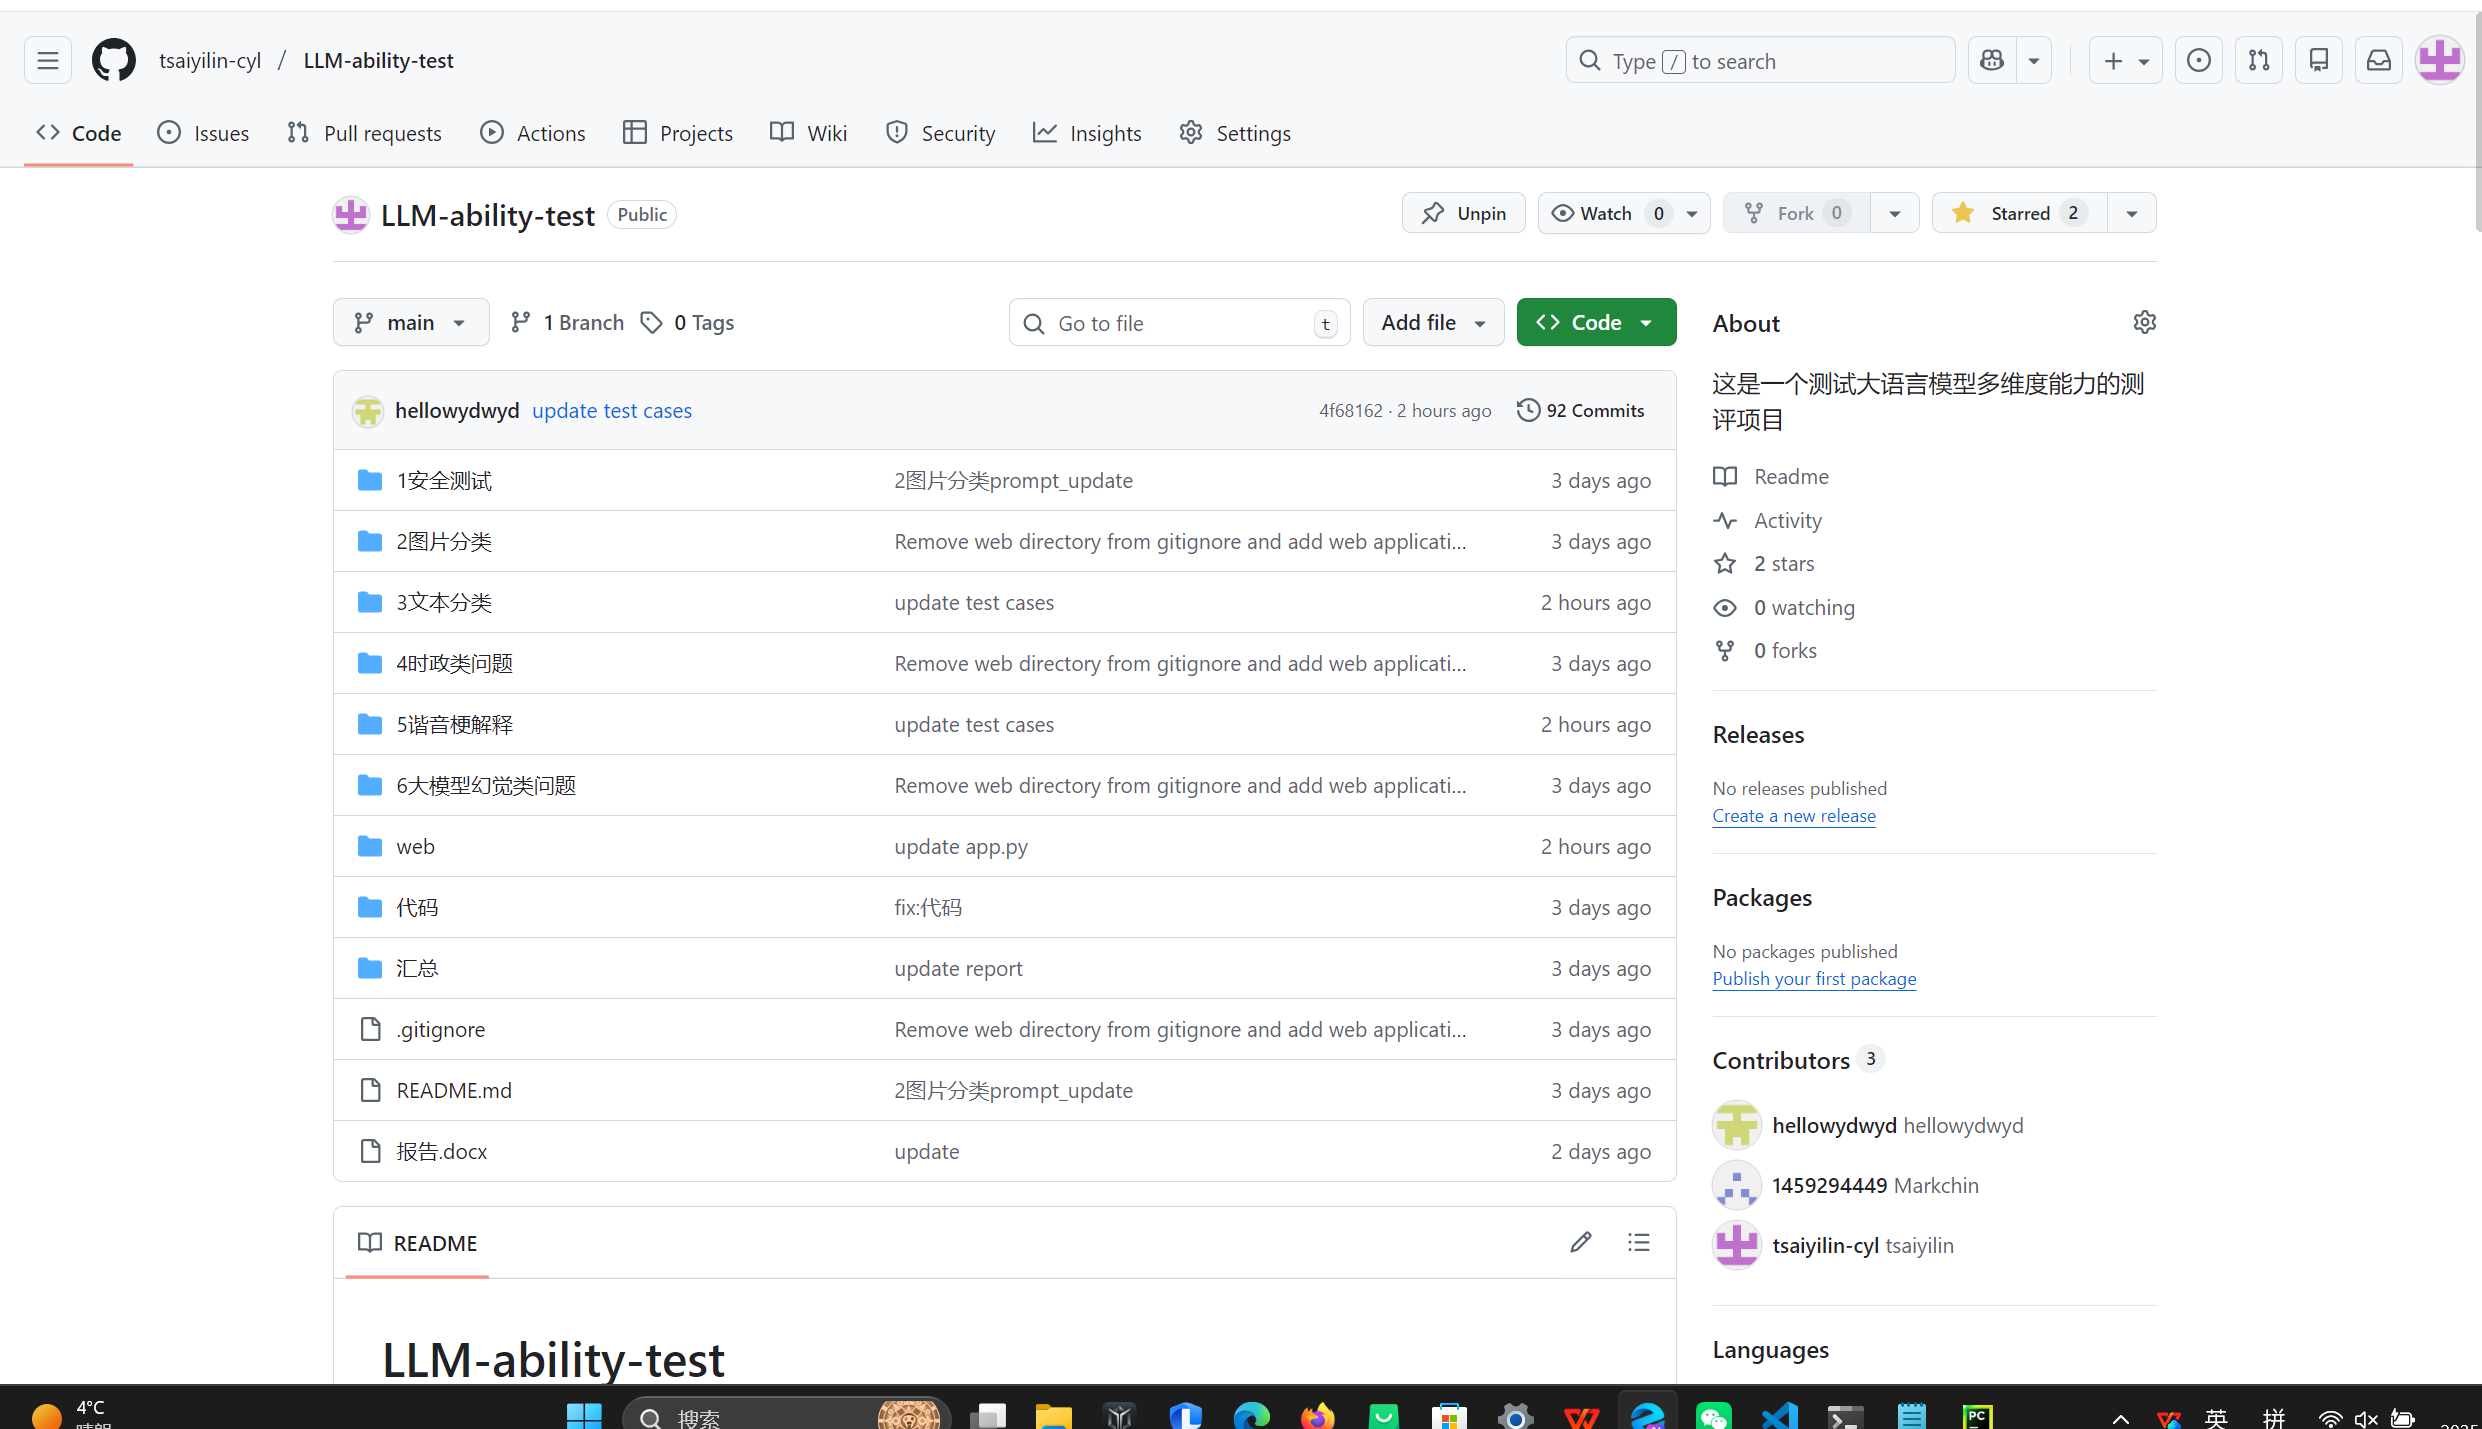 tsaiyilin-cyl / LLM-ability-test
Type / to search
Code Issues Pull requests Actions Projects Wiki Security Insights Settings
LLM-ability-test Public
Unpin Watch 0 Fork 0 Starred 2
main 1 Branch 0 Tags
Go to file t Add file Code
hellowydwyd update test cases 4f68162 · 2 hours ago 92 Commits
1安全测试 2图片分类prompt_update 3 days ago
2图片分类 Remove web directory from gitignore and add web applicati... 3 days ago
3文本分类 update test cases 2 hours ago
4时政类问题 Remove web directory from gitignore and add web applicati... 3 days ago
5谐音梗解释 update test cases 2 hours ago
6大模型幻觉类问题 Remove web directory from gitignore and add web applicati... 3 days ago
web update app.py 2 hours ago
代码 fix:代码 3 days ago
汇总 update report 3 days ago
.gitignore Remove web directory from gitignore and add web applicati... 3 days ago
README.md 2图片分类prompt_update 3 days ago
报告.docx update 2 days ago
README
LLM-ability-test
About
这是一个测试大语言模型多维度能力的测
评项目
Readme
Activity
2 stars
0 watching
0 forks
Releases
No releases published
Create a new release
Packages
No packages published
Publish your first package
Contributors 3
hellowydwyd hellowydwyd
1459294449 Markchin
tsaiyilin-cyl tsaiyilin
Languages
4°C
搜索
PC
英 拼